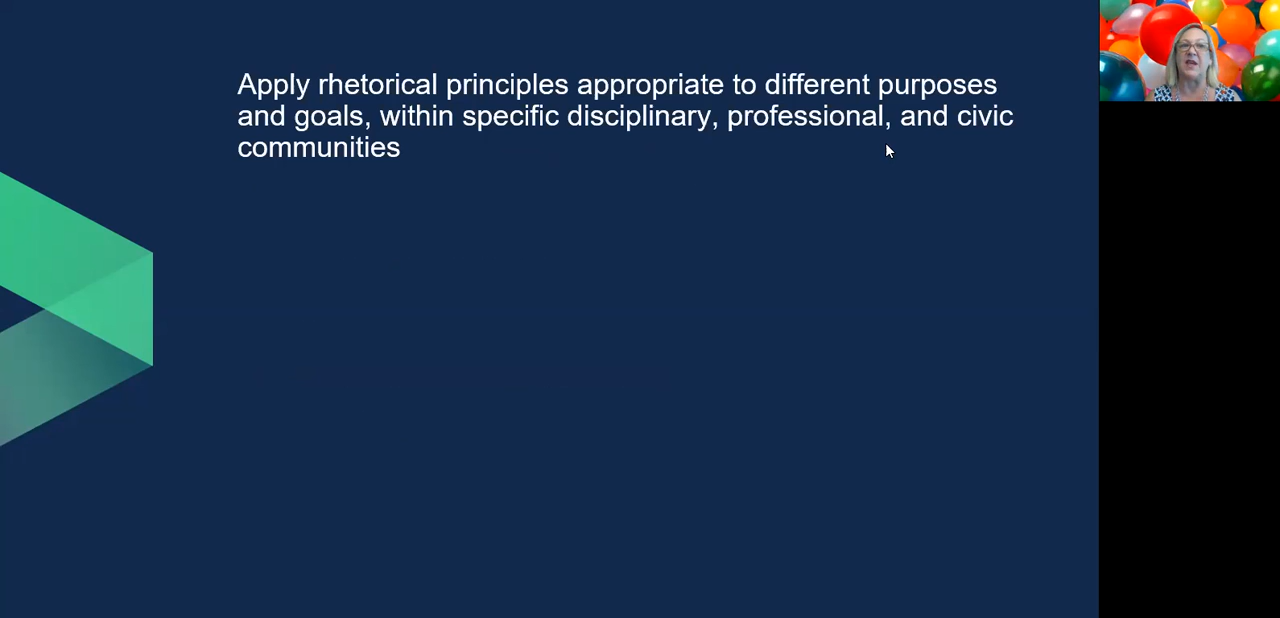 Apply rhetorical principles appropriate to different purposes
and goals, within specific disciplinary, professional, and civic
communities